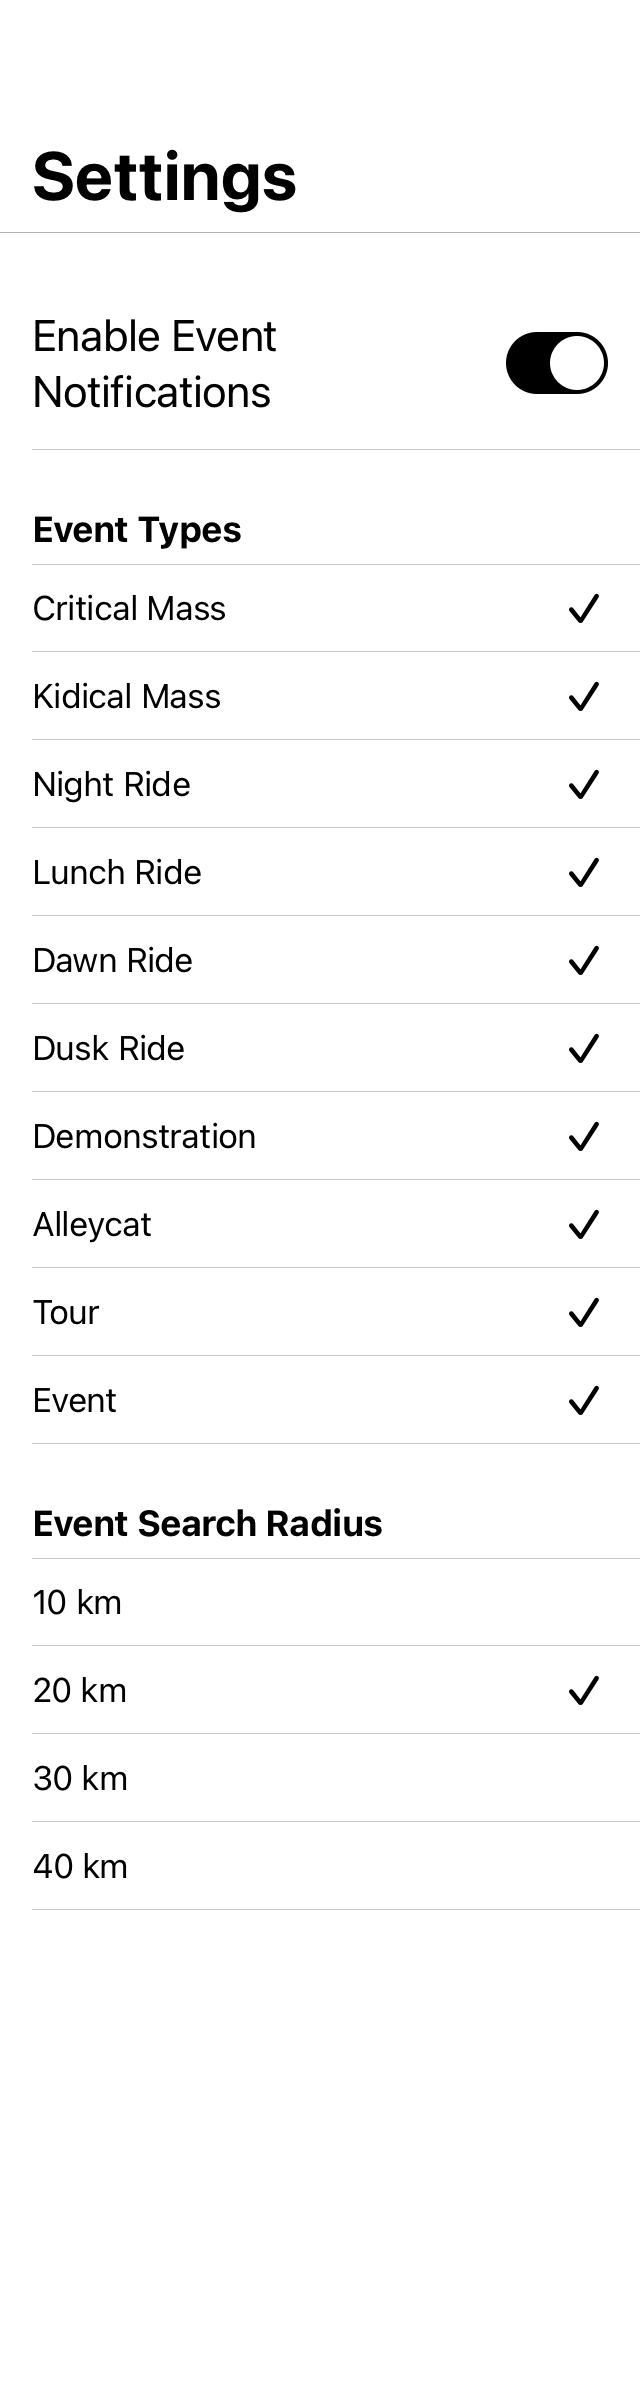 Settings
Enable Event
Notifications
Event Types
Critical Mass
Kidical Mass
Night Ride
Lunch Ride
Dawn Ride
Dusk Ride
Demonstration
Alleycat
Tour
Event
Event Search Radius
10 km
20 km
30 km
40 km